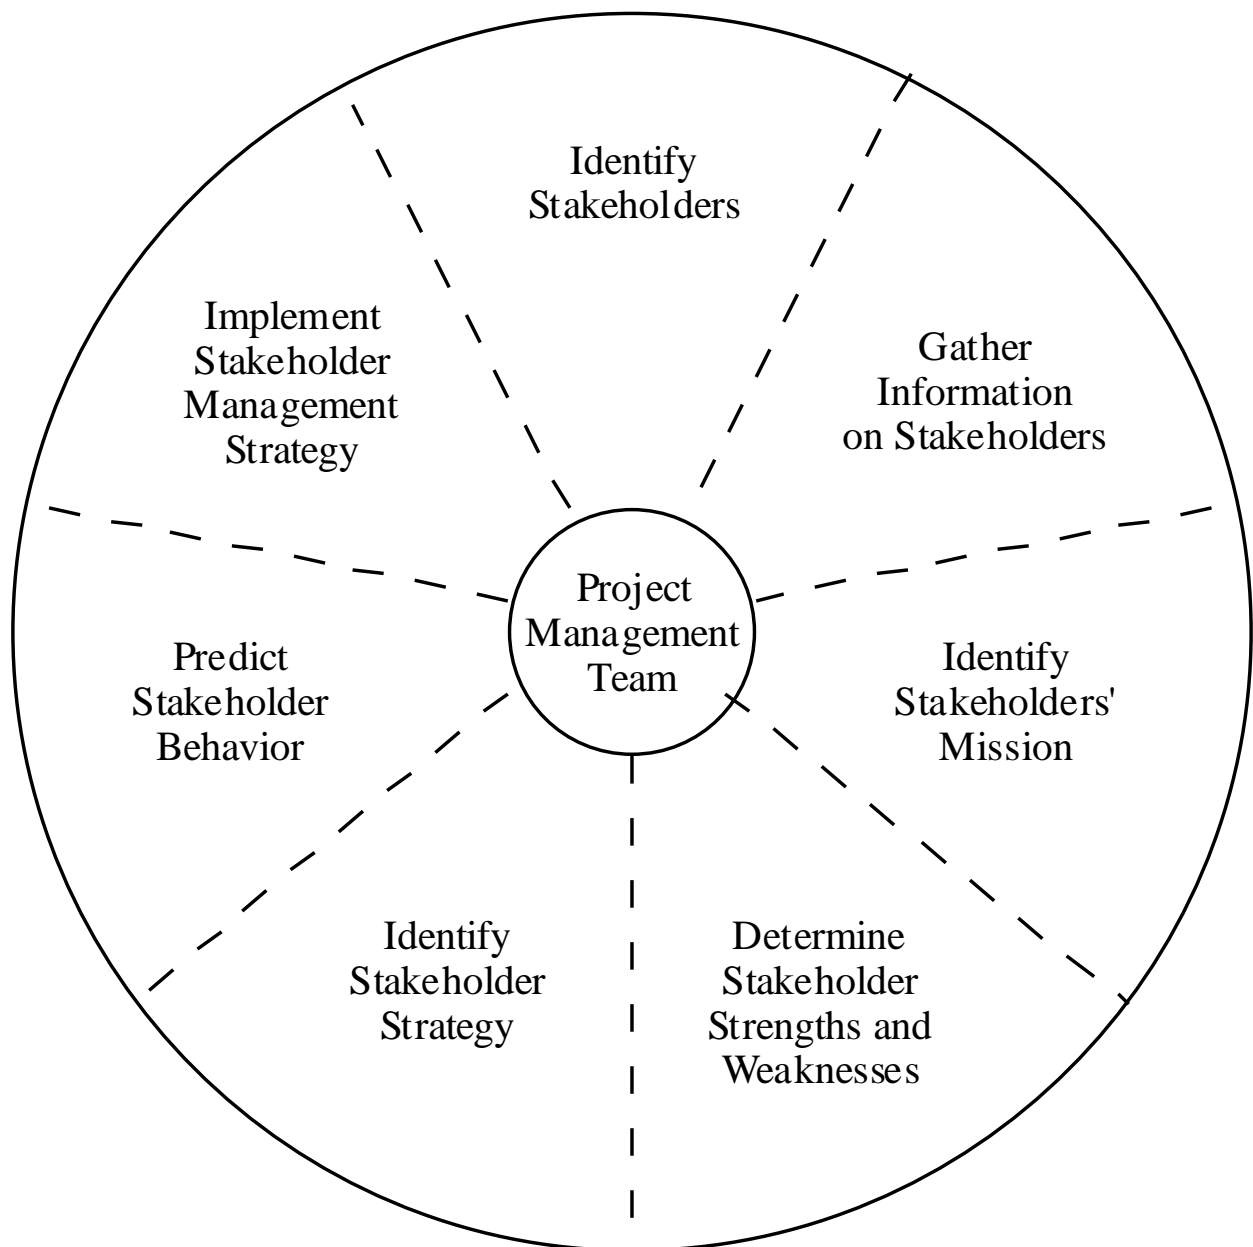 Identify
Stakeholders
Gather
Information
on Stakeholders
Identify
Stakeholders'
Mission
Determine
Stakeholder
Strengths and
Weaknesses
Identify
Stakeholder
Strategy
Predict
Stakeholder
Behavior
Implement
Stakeholder
Management
Strategy
Project
Management
Team